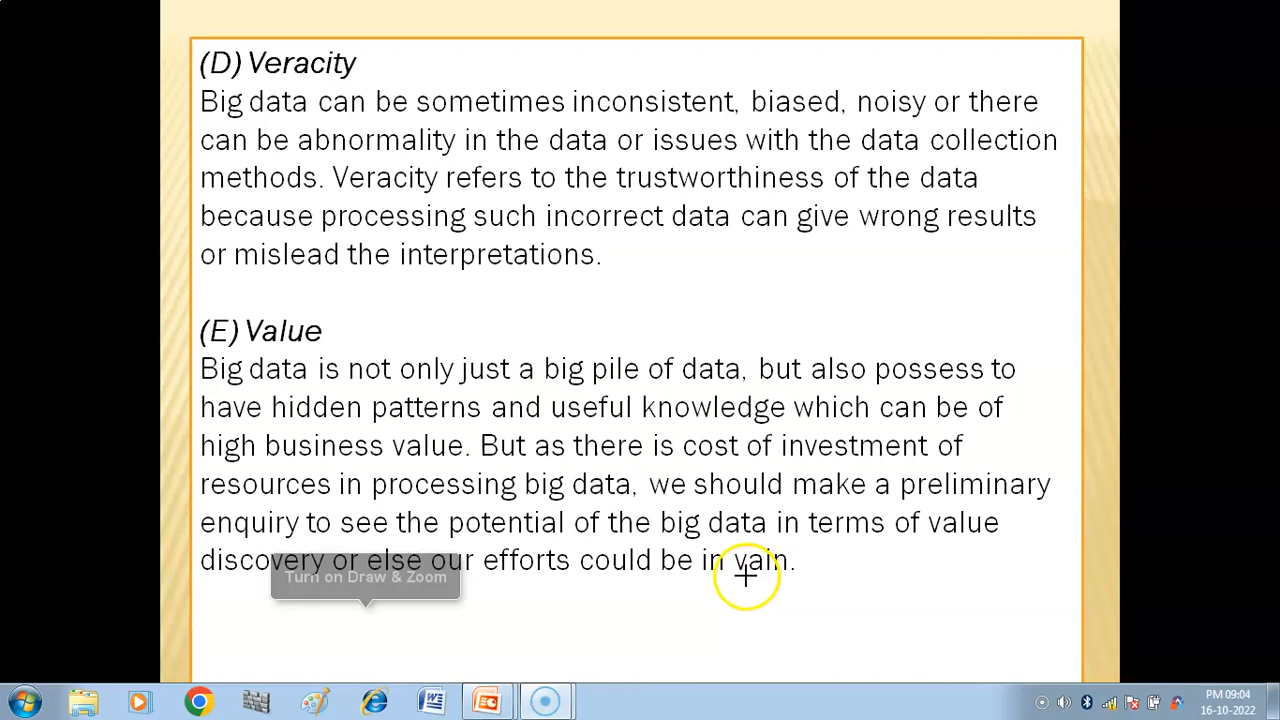 (D) Veracity
Big data can be sometimes inconsistent, biased, noisy or there
can be abnormality in the data or issues with the data collection
methods. Veracity refers to the trustworthiness of the data
because processing such incorrect data can give wrong results
or mislead the interpretations.
(E) Value
Big data is not only just a big pile of data, but also possess to
have hidden patterns and useful knowledge which can be of
high business value. But as there is cost of investment of
resources in processing big data, we should make a preliminary
enquiry to see the potential of the big data in terms of value
discovery or else our efforts could be in vain.
Turn on Draw & Zoom
PM 09:04
16-10-2022